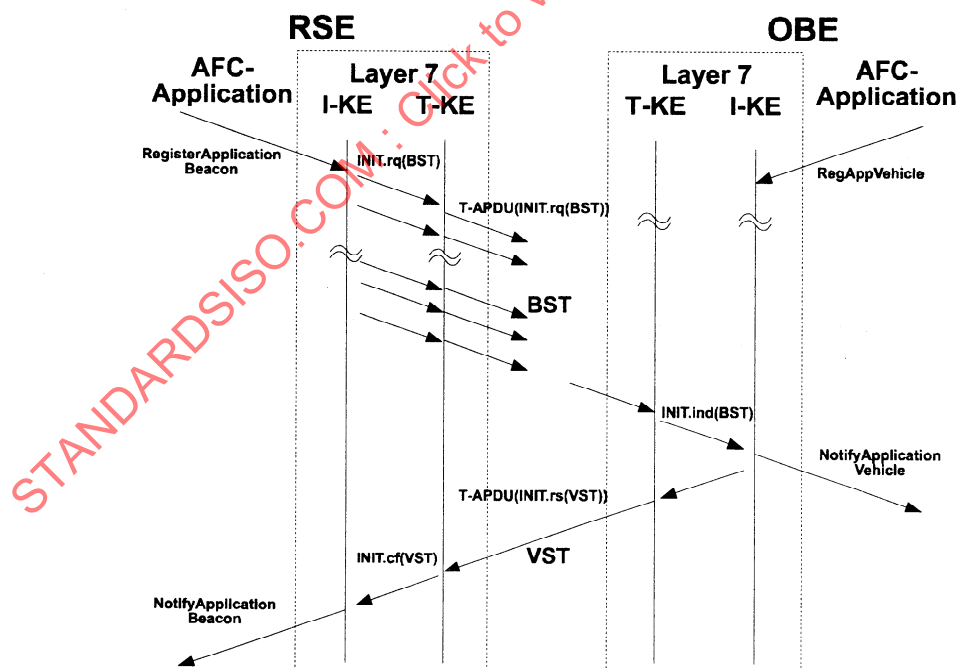 RSE
OBE
AFC-
Application
Layer 7
I-KE
T-KE
Layer 7
T-KE
I-KE
AFC-
Application
RegisterApplication
Beacon
INIT.rq(BST)
T-APDU(INIT.rq(BST))
RegAppVehicle
BST
INIT.ind(BST)
NotifyApplication
Vehicle
T-APDU(INIT.rs(VST))
VST
INIT.cf(VST)
NotifyApplication
Beacon
STANDARDSISO.COM : Click to